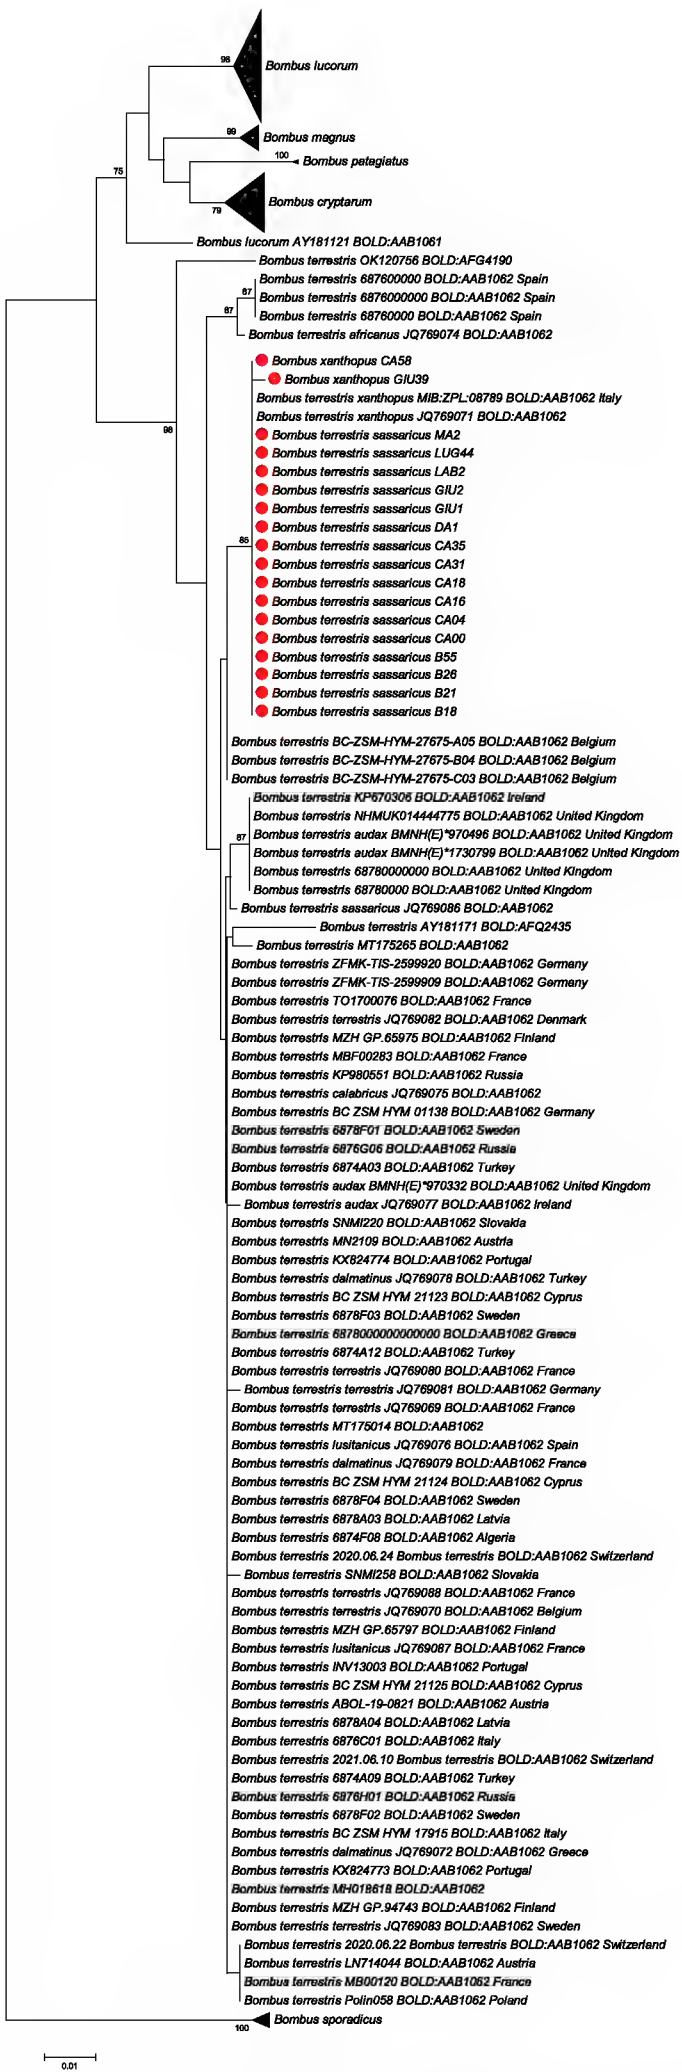 98
Bombus lucorum
99
Bombus magnus
100
Bombus patagiatus
75
79
Bombus cryptarum
Bombus lucorum AY181121 BOLD:AAB1061
Bombus terrestris OK120756 BOLD:AFG4190
Bombus terrestris 687600000 BOLD:AAB1062 Spain
87
Bombus terrestris 6876000000 BOLD:AAB1062 Spain
87
Bombus terrestris 68760000 BOLD:AAB1062 Spain
Bombus terrestris africanus JQ769074 BOLD:AAB1062
Bombus xanthopus CA58
Bombus xanthopus GIU39
Bombus terrestris xanthopus MIB:ZPL:08789 BOLD:AAB1062 Italy
Bombus terrestris xanthopus JQ769071 BOLD:AAB1062
98
Bombus terrestris sassaricus MA2
Bombus terrestris sassaricus LUG44
Bombus terrestris sassaricus LAB2
Bombus terrestris sassaricus GIU2
Bombus terrestris sassaricus GIU1
Bombus terrestris sassaricus DA1
85
Bombus terrestris sassaricus CA35
Bombus terrestris sassaricus CA31
Bombus terrestris sassaricus CA18
Bombus terrestris sassaricus CA16
Bombus terrestris sassaricus CA04
Bombus terrestris sassaricus CA00
Bombus terrestris sassaricus B55
Bombus terrestris sassaricus B26
Bombus terrestris sassaricus B21
Bombus terrestris sassaricus B18
Bombus terrestris BC-ZSM-HYM-27675-A05 BOLD:AAB1062 Belgium
Bombus terrestris BC-ZSM-HYM-27675-B04 BOLD:AAB1062 Belgium
Bombus terrestris BC-ZSM-HYM-27675-C03 BOLD:AAB1062 Belgium
Bombus terrestris KP670306 BOLD:AAB1062 Ireland
Bombus terrestris NHMUK014444775 BOLD:AAB1062 United Kingdom
87
Bombus terrestris audax BMNH(E)*970496 BOLD:AAB1062 United Kingdom
Bombus terrestris audax BMNH(E)*1730799 BOLD:AAB1062 United Kingdom
Bombus terrestris 68780000000 BOLD:AAB1062 United Kingdom
Bombus terrestris 68780000 BOLD:AAB1062 United Kingdom
Bombus terrestris sassaricus JQ769086 BOLD:AAB1062
Bombus terrestris AY181171 BOLD:AFQ2435
Bombus terrestris MT175265 BOLD:AAB1062
Bombus terrestris ZFMK-TIS-2599920 BOLD:AAB1062 Germany
Bombus terrestris ZFMK-TIS-2599909 BOLD:AAB1062 Germany
Bombus terrestris TO1700076 BOLD:AAB1062 France
Bombus terrestris terrestris JQ769082 BOLD:AAB1062 Denmark
Bombus terrestris MZH GP.65975 BOLD:AAB1062 Finland
Bombus terrestris MBF00283 BOLD:AAB1062 France
Bombus terrestris KP980551 BOLD:AAB1062 Russia
Bombus terrestris calabricus JQ769075 BOLD:AAB1062
Bombus terrestris BC ZSM HYM 01138 BOLD:AAB1062 Germany
Bombus terrestris 6878F01 BOLD:AAB1062 Sweden
Bombus terrestris 6876G06 BOLD:AAB1062 Russia
Bombus terrestris 6874A03 BOLD:AAB1062 Turkey
Bombus terrestris audax BMNH(E)*970332 BOLD:AAB1062 United Kingdom
Bombus terrestris audax JQ769077 BOLD:AAB1062 Ireland
Bombus terrestris SNMI220 BOLD:AAB1062 Slovakia
Bombus terrestris MN2109 BOLD:AAB1062 Austria
Bombus terrestris KX824774 BOLD:AAB1062 Portugal
Bombus terrestris dalmatinus JQ769078 BOLD:AAB1062 Turkey
Bombus terrestris BC ZSM HYM 21123 BOLD:AAB1062 Cyprus
Bombus terrestris 6878F03 BOLD:AAB1062 Sweden
Bombus terrestris BOLD:AAB1062 Greece
Bombus terrestris 6874A12 BOLD:AAB1062 Turkey
Bombus terrestris terrestris JQ769080 BOLD:AAB1062 France
Bombus terrestris terrestris JQ769081 BOLD:AAB1062 Germany
Bombus terrestris terrestris JQ769069 BOLD:AAB1062 France
Bombus terrestris MT175014 BOLD:AAB1062
Bombus terrestris lusitanicus JQ769076 BOLD:AAB1062 Spain
Bombus terrestris dalmatinus JQ769079 BOLD:AAB1062 France
Bombus terrestris BC ZSM HYM 21124 BOLD:AAB1062 Cyprus
Bombus terrestris 6878F04 BOLD:AAB1062 Sweden
Bombus terrestris 6878A03 BOLD:AAB1062 Latvia
Bombus terrestris 6874F08 BOLD:AAB1062 Algeria
Bombus terrestris 2020.06.24 Bombus terrestris BOLD:AAB1062 Switzerland
Bombus terrestris SNMI258 BOLD:AAB1062 Slovakia
Bombus terrestris terrestris JQ769088 BOLD:AAB1062 France
Bombus terrestris terrestris JQ769070 BOLD:AAB1062 Belgium
Bombus terrestris MZH GP.65797 BOLD:AAB1062 Finland
Bombus terrestris lusitanicus JQ769087 BOLD:AAB1062 France
Bombus terrestris INV13003 BOLD:AAB1062 Portugal
Bombus terrestris BC ZSM HYM 21125 BOLD:AAB1062 Cyprus
Bombus terrestris ABOL-19-0821 BOLD:AAB1062 Austria
Bombus terrestris 6878A04 BOLD:AAB1062 Latvia
Bombus terrestris 6876C01 BOLD:AAB1062 Italy
Bombus terrestris 2021.06.10 Bombus terrestris BOLD:AAB1062 Switzerland
Bombus terrestris 6874A09 BOLD:AAB1062 Turkey
Bombus terrestris 6876H01 BOLD:AAB1062 Russia
Bombus terrestris 6878F02 BOLD:AAB1062 Sweden
Bombus terrestris BC ZSM HYM 17915 BOLD:AAB1062 Italy
Bombus terrestris dalmatinus JQ769072 BOLD:AAB1062 Greece
Bombus terrestris KX824773 BOLD:AAB1062 Portugal
Bombus terrestris MH018618 BOLD:AAB1062
Bombus terrestris MZH GP.94743 BOLD:AAB1062 Finland
Bombus terrestris terrestris JQ769083 BOLD:AAB1062 Sweden
Bombus terrestris 2020.06.22 Bombus terrestris BOLD:AAB1062 Switzerland
Bombus terrestris LN714044 BOLD:AAB1062 Austria
Bombus terrestris MB00120 BOLD:AAB1062 France
Bombus terrestris Polin058 BOLD:AAB1062 Poland
Bombus sporadicus
100
0.01